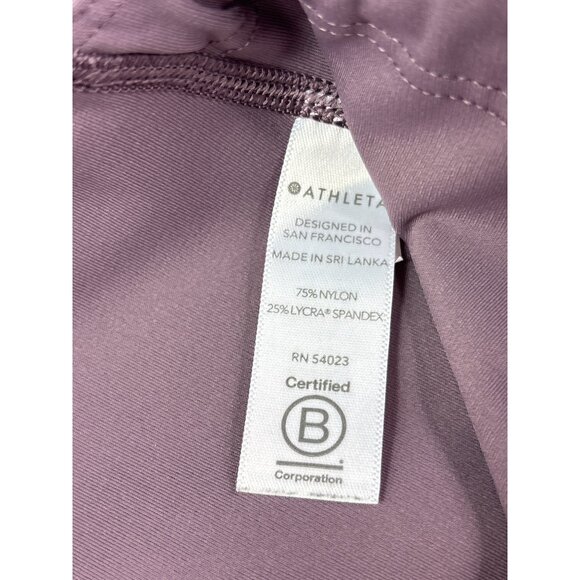 ATHLETA
DESIGNED IN
SAN FRANCISCO
MADE IN SRI LANKA
75% NYLON
25% LYCRA® SPANDEX
RN 54023
Certified
B
Corporation